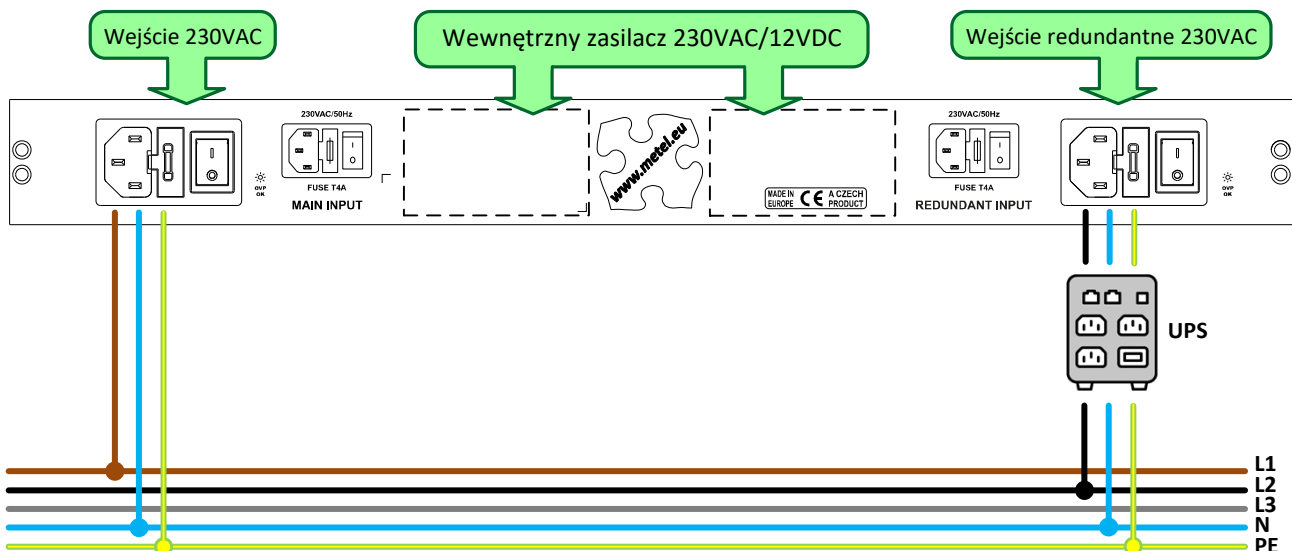 Wejście 230VAC
Wewnętrzny zasilacz 230VAC/12VDC
Wejście redundantne 230VAC
230VAC/50Hz
FUSE T4A
MAIN INPUT
OVP
OK
www.metel.eu
MADE IN
EUROPE
CE
A CZECH
PRODUCT
230VAC/50Hz
FUSE T4A
REDUNDANT INPUT
OVP
OK
UPS
L1
L2
L3
N
PE